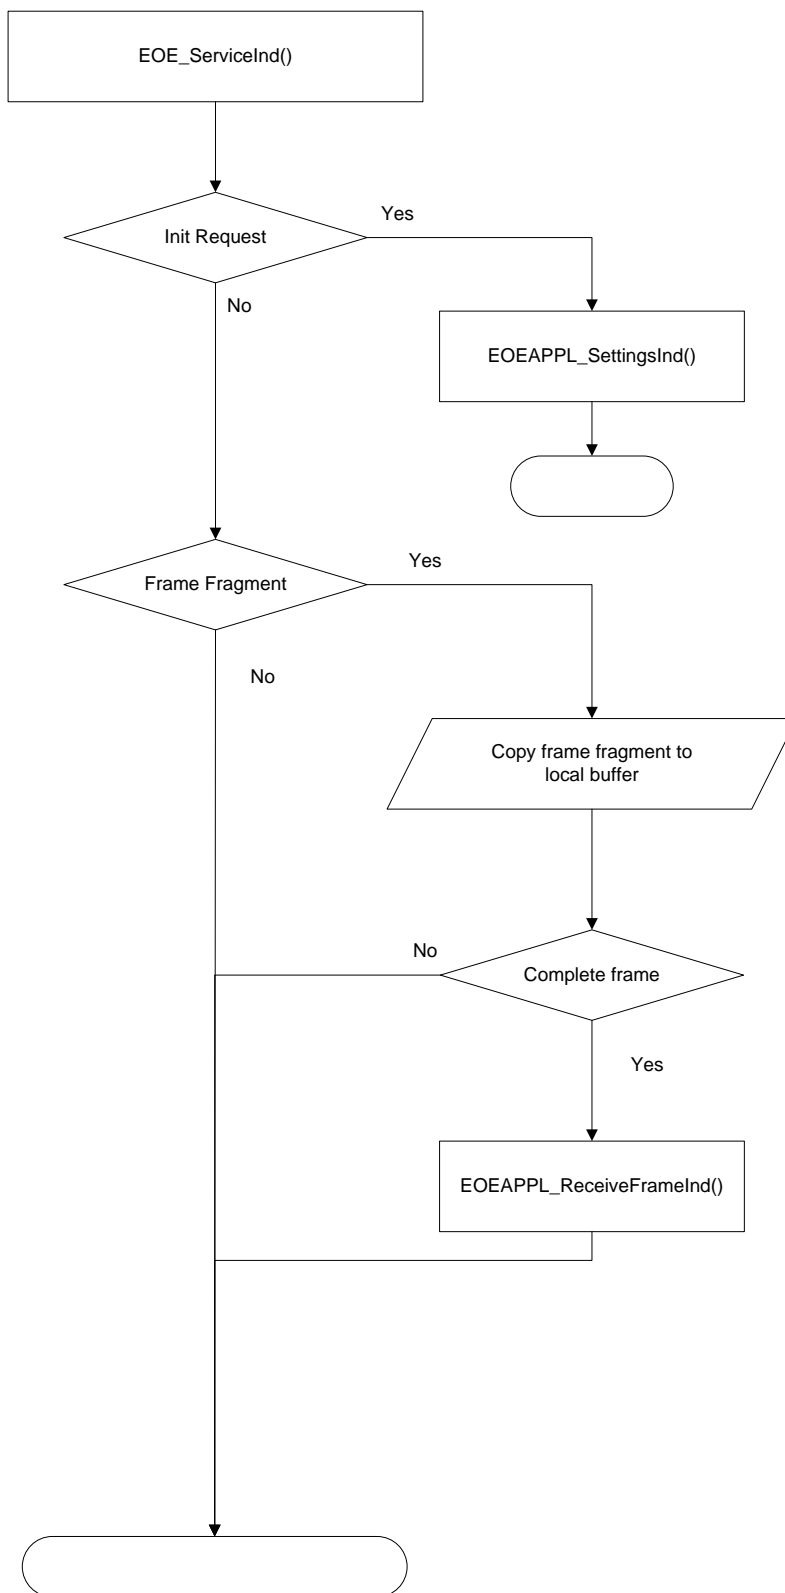 EOE_ServiceInd()
Init Request
Yes
No
EOEAPPL_SettingsInd()
Frame Fragment
Yes
No
Copy frame fragment to
local buffer
No
Complete frame
Yes
EOEAPPL_ReceiveFrameInd()